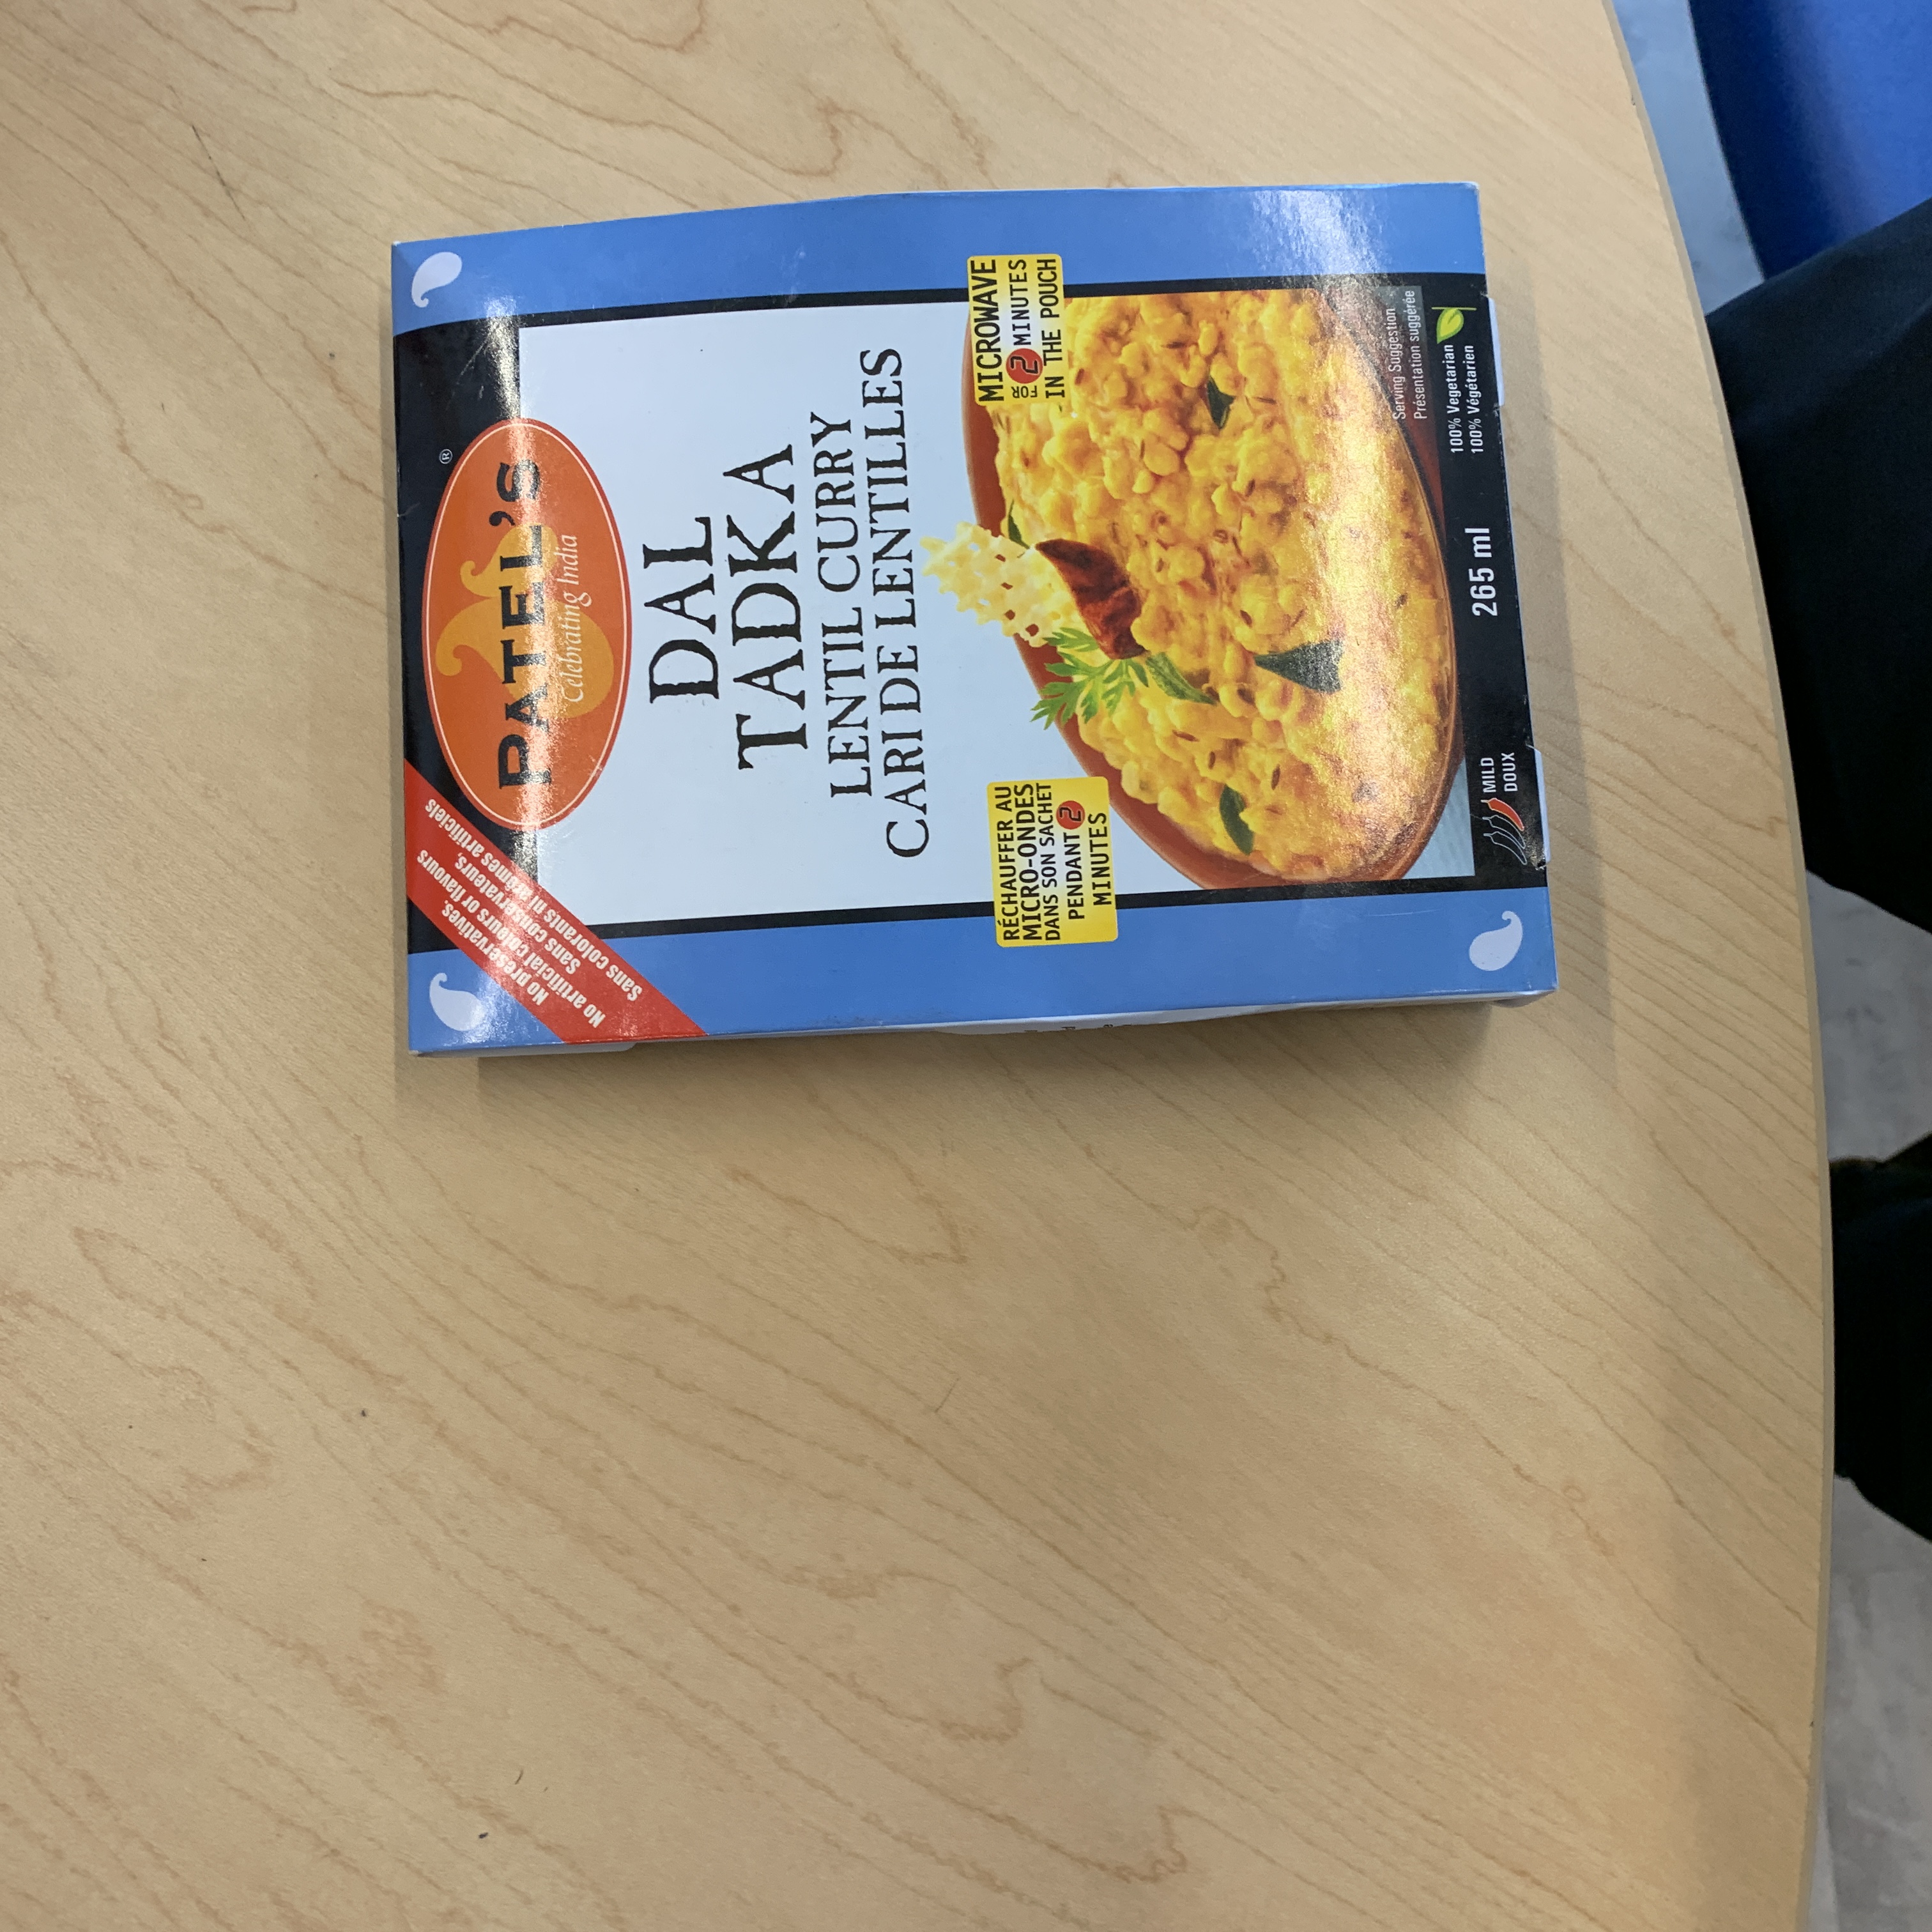 No preservatives.
No artificial colours or flavours
Sans conservateurs,
Sans colorants ni arômes artificiels
PATEL'S
®
Celebrating India
DAL
TADKA
LENTIL CURRY
CARI DE LENTILLES
RÉCHAUFFER AU
MICRO-ONDES
DANS SON SACHET
PENDANT 2
MINUTES
MICROWAVE
FOR 2 MINUTES
IN THE POUCH
Serving Suggestion
Présentation suggérée
100% Vegetarian
100% Végétarien
265 ml
MILD
DOUX